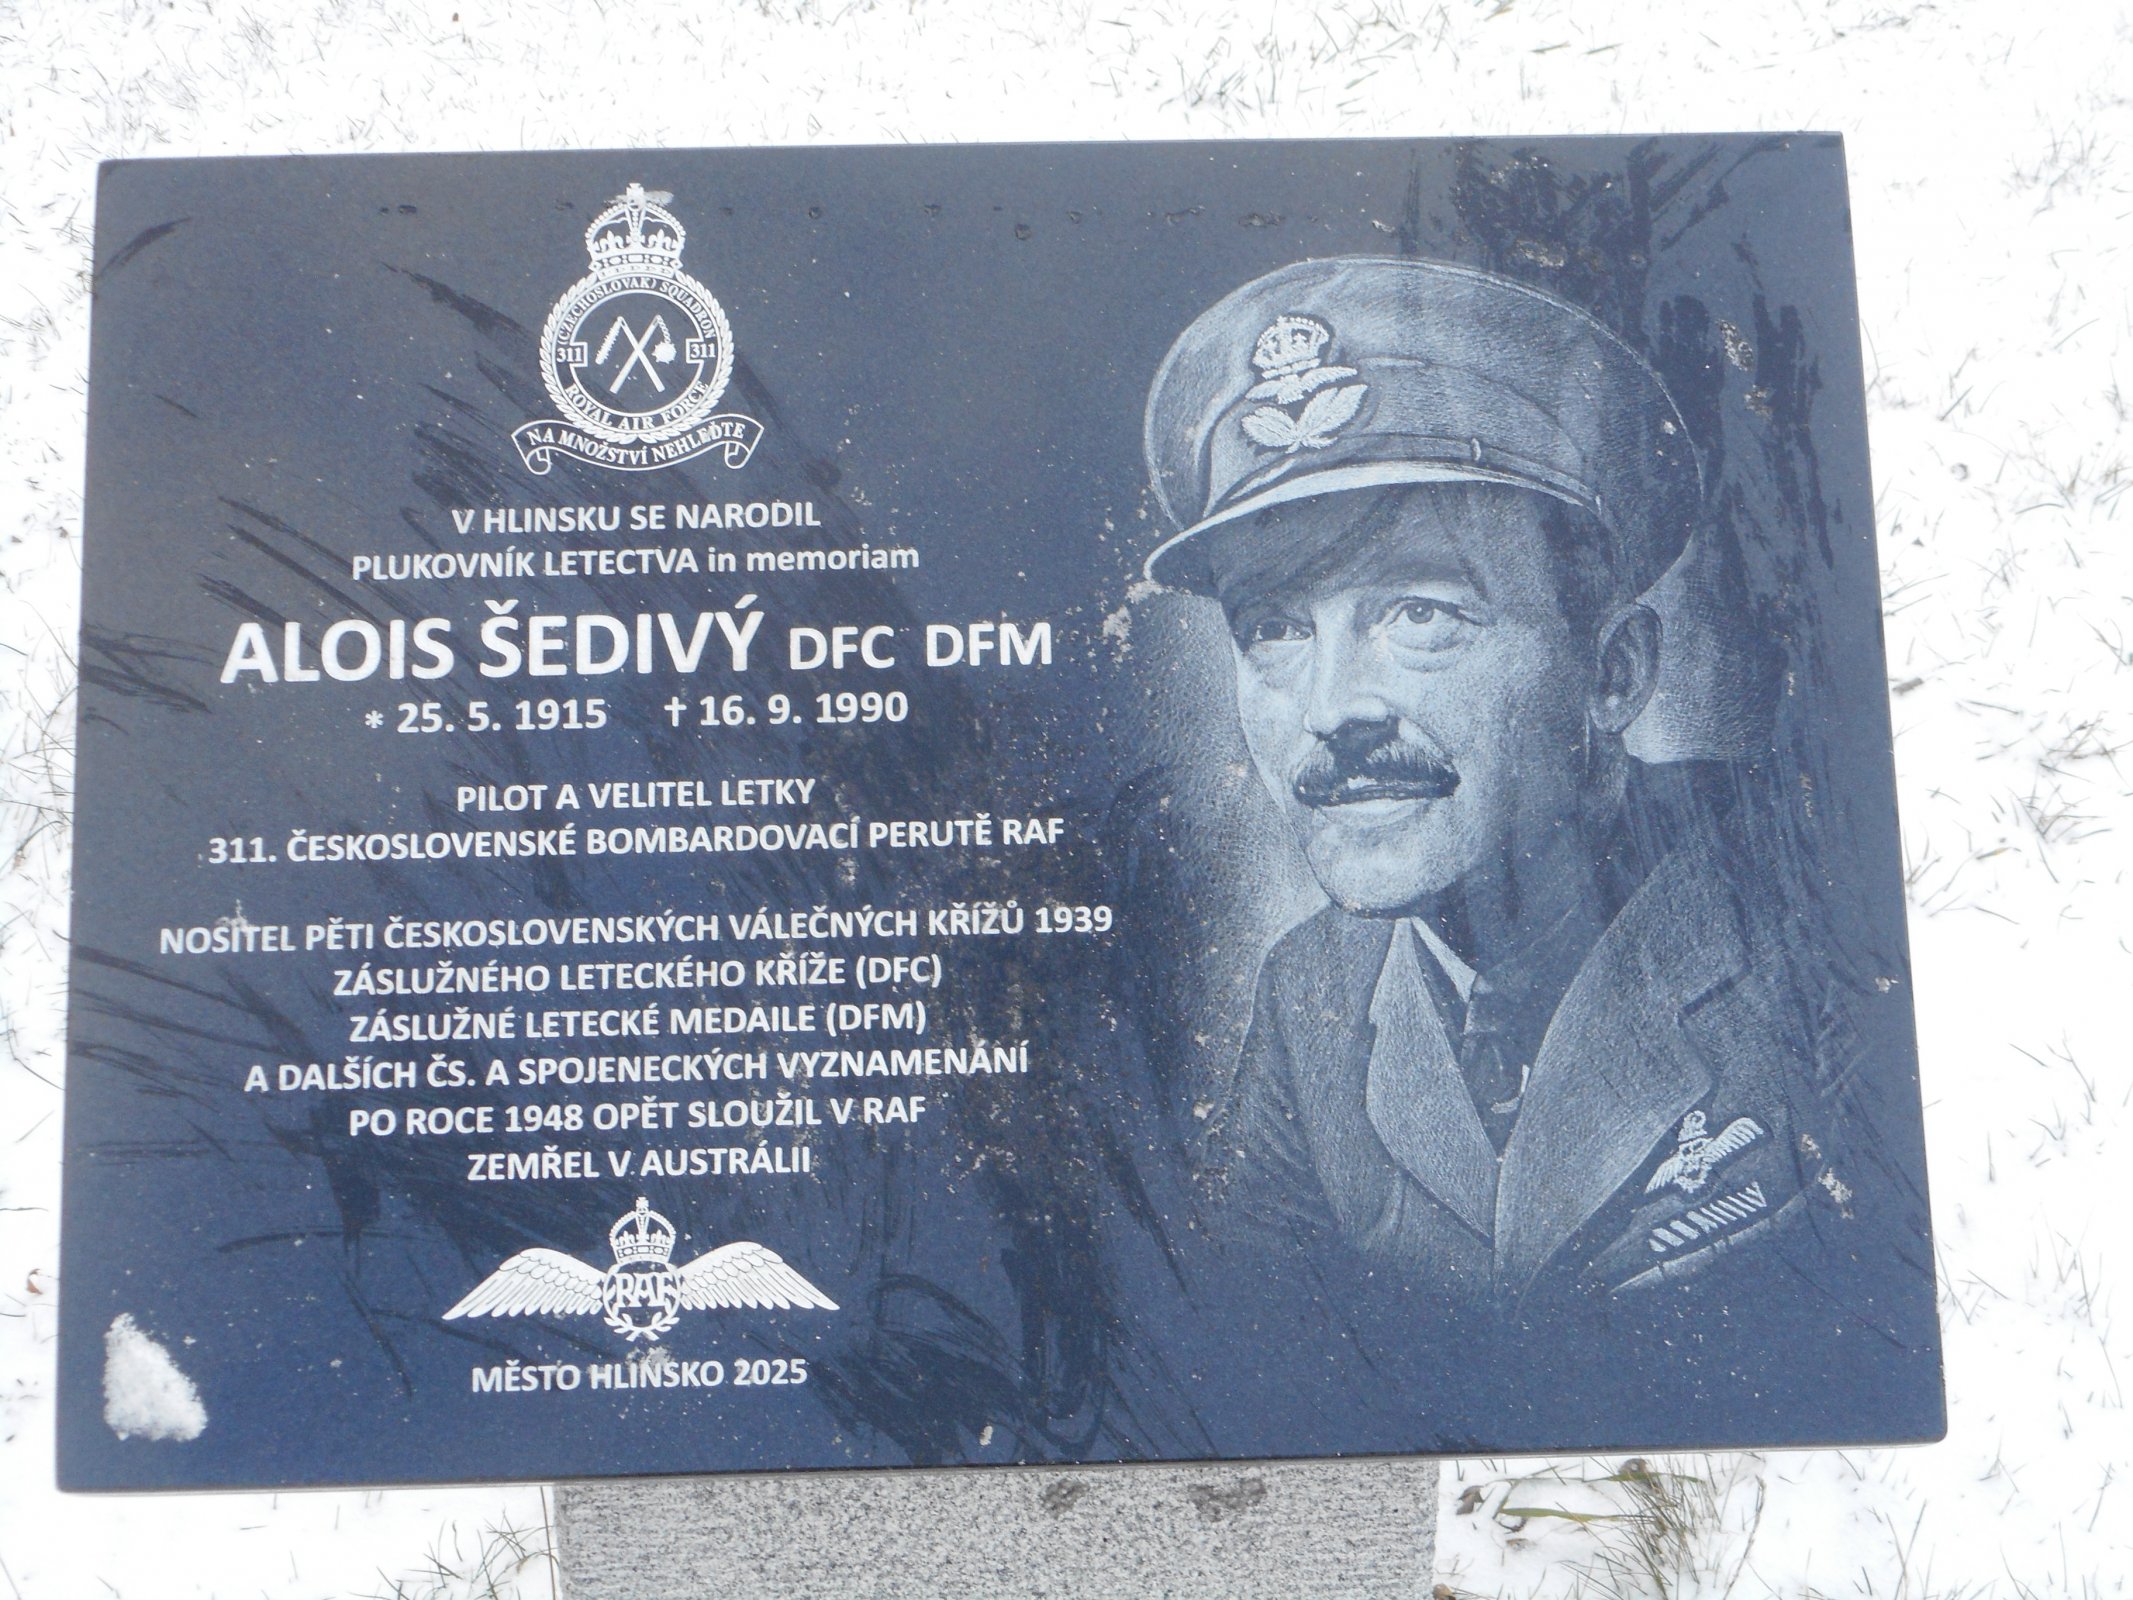 (CZECHOSLOVAK) SQUADRON
311 311
ROYAL AIR FORCE
NA MNOŽSTVÍ NEHLEĎTE
V HLINSKU SE NARODIL
PLUKOVNÍK LETECTVA in memoriam
ALOIS ŠEDIVÝ DFC DFM
* 25. 5. 1915 † 16. 9. 1990
PILOT A VELITEL LETKY
311. ČESKOSLOVENSKÉ BOMBARDOVACÍ PERUTĚ RAF
NOSITEL PĚTI ČESKOSLOVENSKÝCH VÁLEČNÝCH KŘÍŽŮ 1939
ZÁSLUŽNÉHO LETECKÉHO KŘÍŽE (DFC)
ZÁSLUŽNÉ LETECKÉ MEDAILE (DFM)
A DALŠÍCH ČS. A SPOJENECKÝCH VYZNAMENÁNÍ
PO ROCE 1948 OPĚT SLOUŽIL V RAF
ZEMŘEL V AUSTRÁLII
RAF
MĚSTO HLINSKO 2025